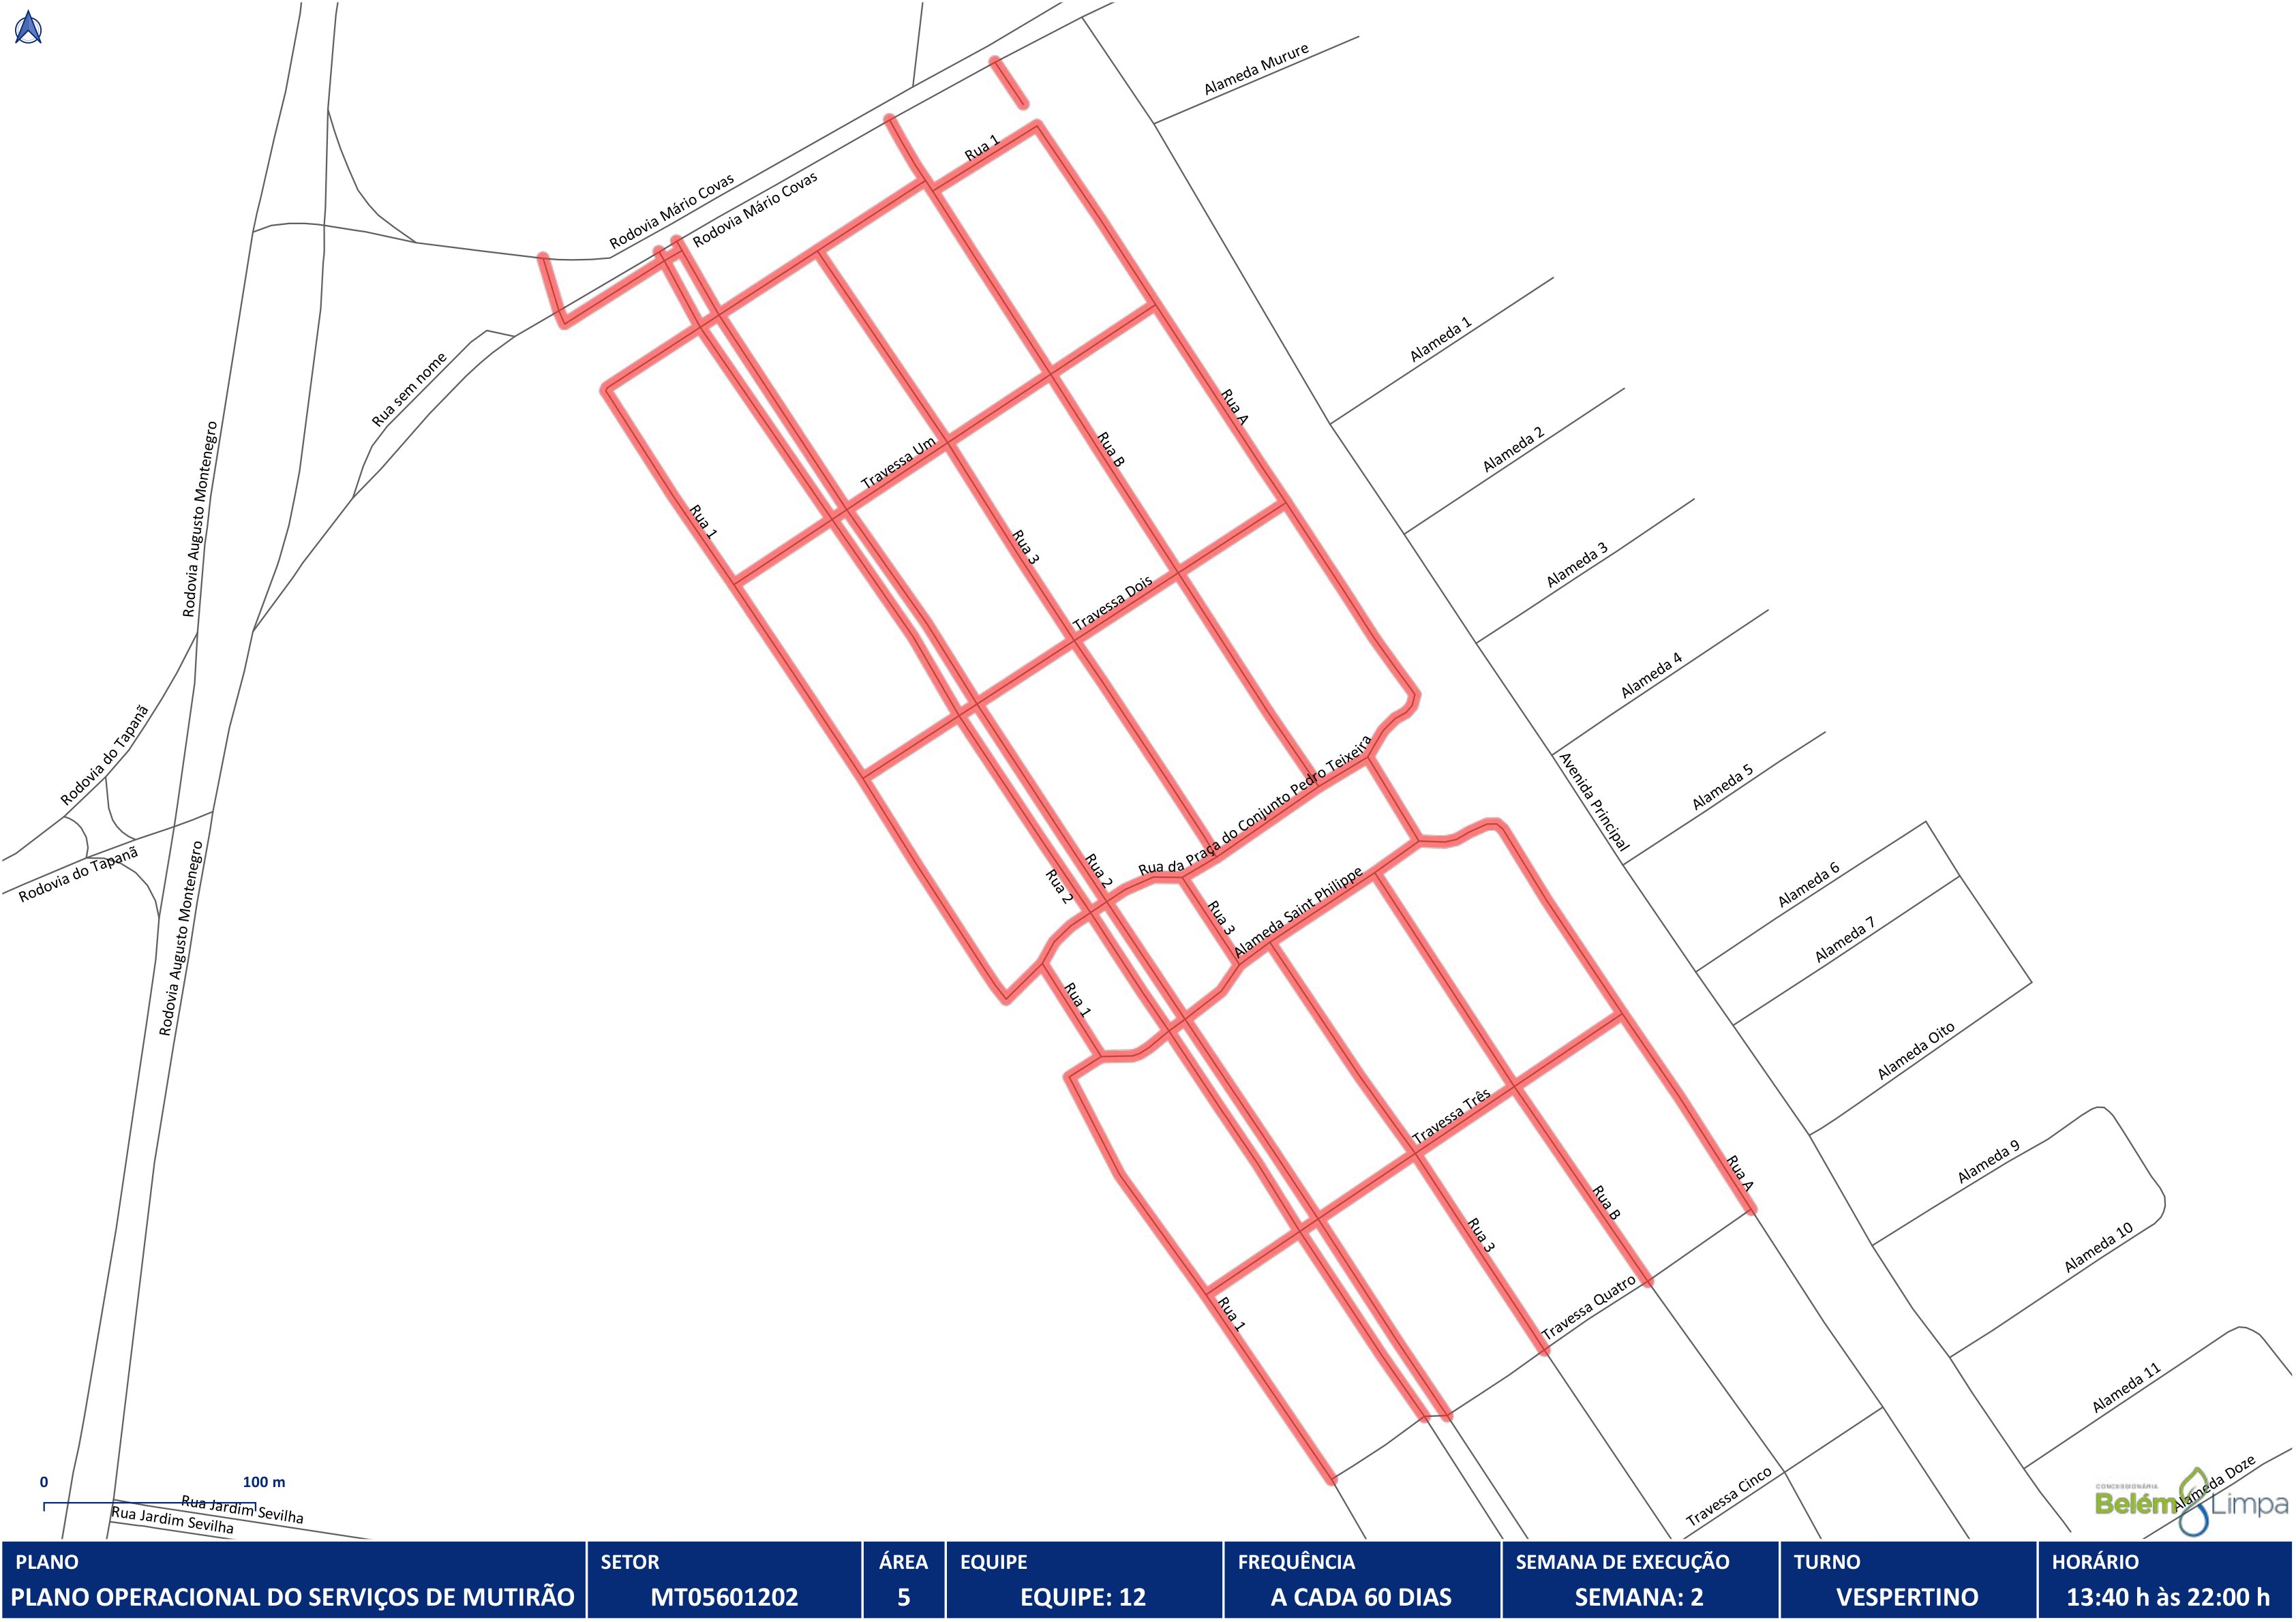 Alameda Murure
Rua 1
Rodovia Mário Covas
Rodovia Mário Covas
Alameda 1
Rua sem nome
Rua A
Alameda 2
Rua B
Travessa Um
Rodovia Augusto Montenegro
Rua 1
Rua 3
Alameda 3
Travessa Dois
Alameda 4
Rodovia do Tapanã
Rua da Praça do Conjunto Pedro Teixeira
Avenida Principal
Alameda 5
Rodovia do Tapanã
Rua 2
Rua 2
Alameda 6
Rua 3
Alameda Saint Philippe
Alameda 7
Rodovia Augusto Montenegro
Rua 1
Alameda Oito
Travessa Três
Rua A
Alameda 9
Rua B
Rua 3
Alameda 10
Rua 1
Travessa Quatro
Alameda 11
Travessa Cinco
Alameda Doze
0 100 m
Rua Jardim Sevilha
Rua Jardim Sevilha
CONCESSIONÁRIA
Belém Limpa
PLANO
PLANO OPERACIONAL DO SERVIÇOS DE MUTIRÃO
SETOR
MT05601202
ÁREA
5
EQUIPE
EQUIPE: 12
FREQUÊNCIA
A CADA 60 DIAS
SEMANA DE EXECUÇÃO
SEMANA: 2
TURNO
VESPERTINO
HORÁRIO
13:40 h às 22:00 h